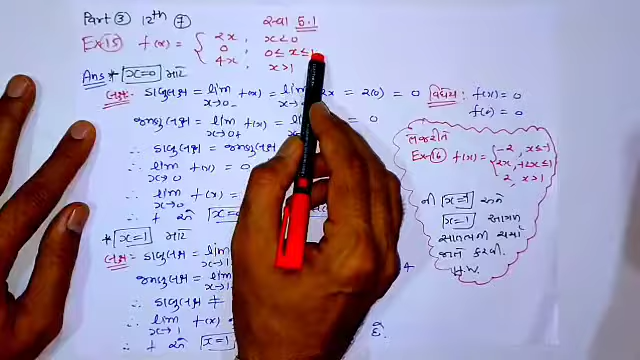 Part ③ 12th
5.1
Ex-15 f(x) = { 2x ; x<0
0 ; 0≤x≤1
4x ; x>1
Ans * x=0 માટે
લક્ષ : ડાબુલક્ષ = lim x→0- f(x) = lim x→0- 2x = 2(0) = 0
વિધેય : f(x)=0
f(0) = 0
જમણુલક્ષ = lim x→0+ f(x) = lim = 0
∴ ડાબુલક્ષ = જમણુલક્ષ
∴ lim x→0 f(x) = 0
∴ lim x→0 f(x) =
∴ f એ
* x=1 માટે
લક્ષ : ડાબુલક્ષ = lim x→1-
જમણુલક્ષ = lim x→1+
4
∴ ડાબુલક્ષ ≠
∴ lim x→1 f(x)
∴ f એ x=1
છે.
Ex-16 f(x) = { -2, x≤-1
2x, -1<x≤1
2, x>1
ની x=-1 અને
x=1 આગળ
સાતત્યની ચર્ચા
જાતે કરવી.
H.W.